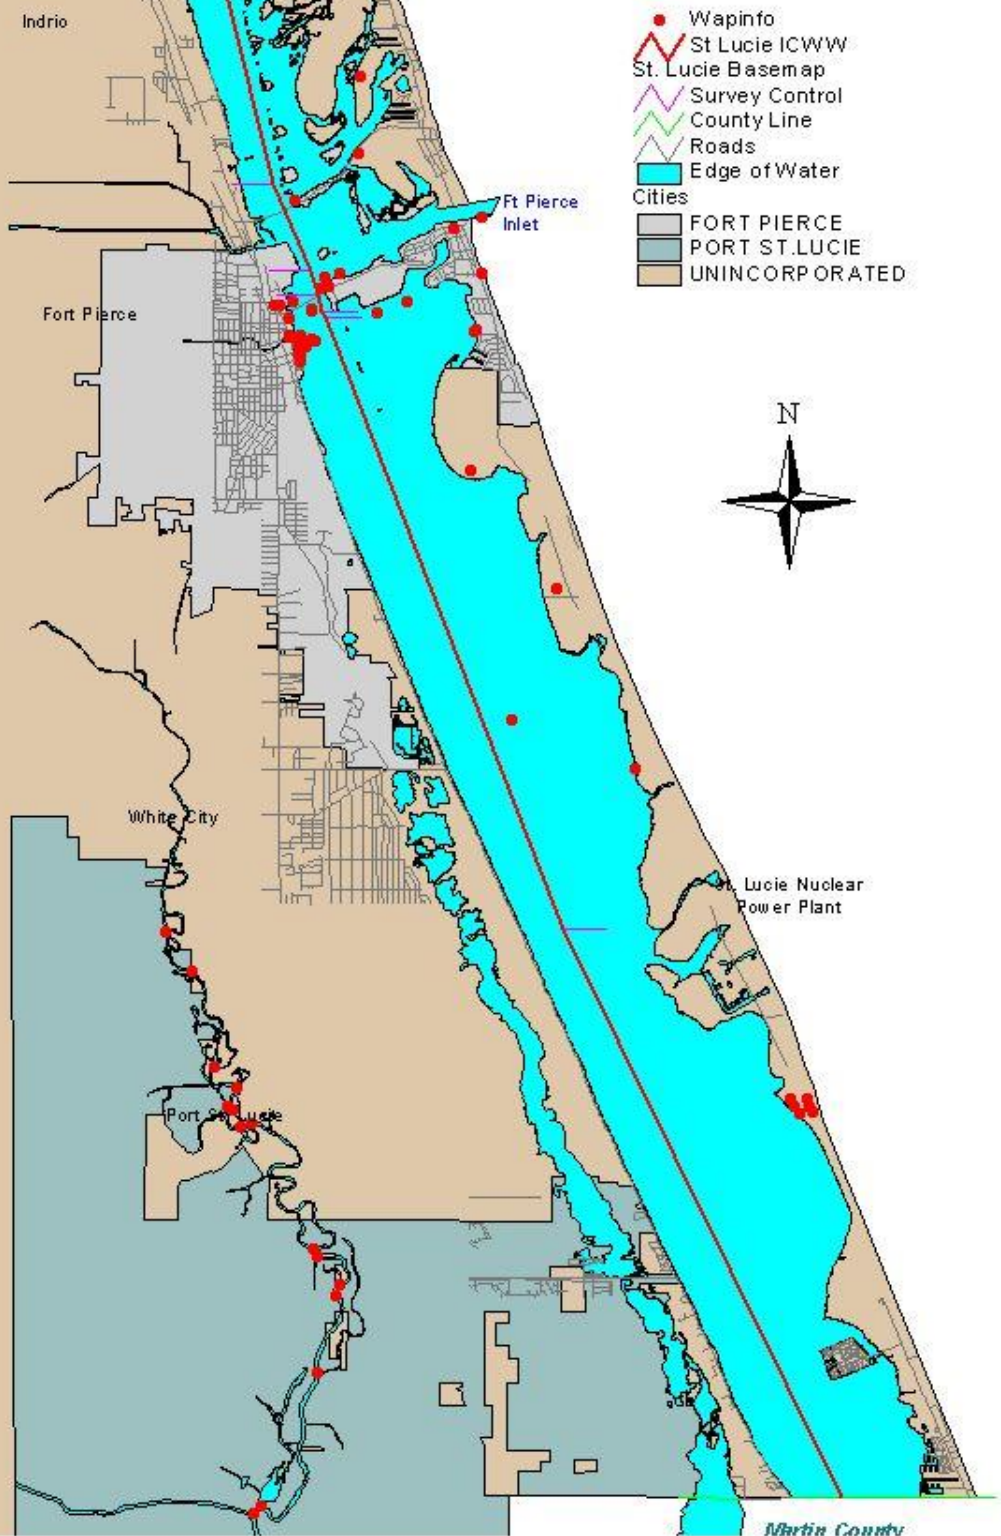 Indrio
Wapinfo
St Lucie ICWW
St. Lucie Basemap
Survey Control
County Line
Roads
Edge of Water
Cities
FORT PIERCE
PORT ST.LUCIE
UNINCORPORATED
Ft Pierce
Inlet
Fort Pierce
N
White City
St. Lucie Nuclear
Power Plant
Port St Lucie
Martin County